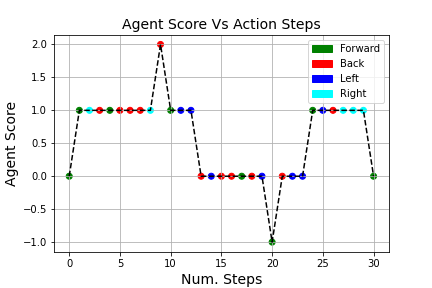 Agent Score Vs Action Steps
Forward
Back
Left
Right
2.0
1.5
1.0
0.5
0.0
−0.5
−1.0
Agent Score
0 5 10 15 20 25 30
Num. Steps